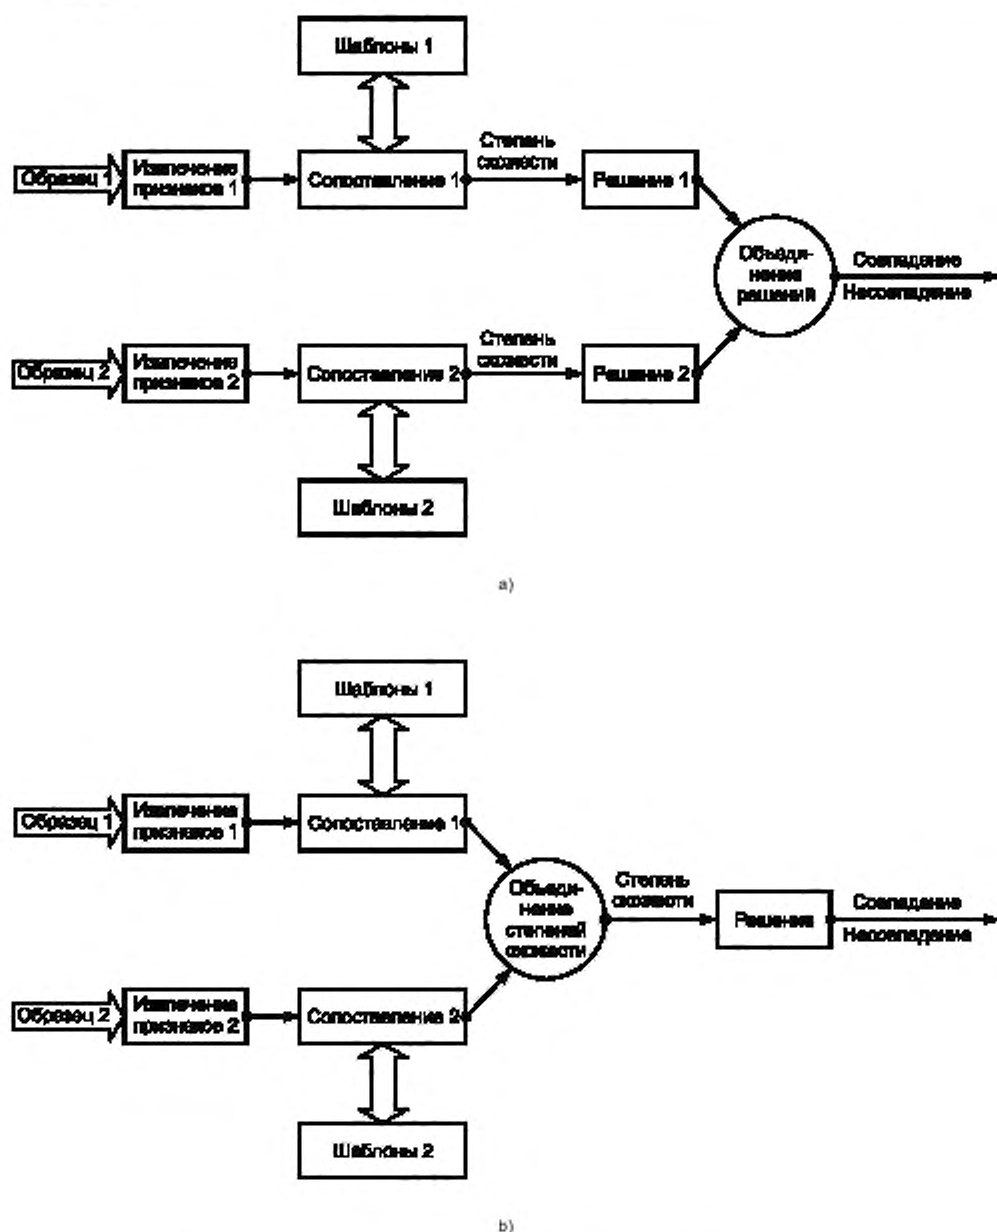 Шаблоны 1
Степень
схожести
Образец 1
Извлечение
признаков 1
Сопоставление 1
Решение 1
Объеди-
нение
решений
Совпадение
Несовпадение
Степень
схожести
Образец 2
Извлечение
признаков 2
Сопоставление 2
Решение 2
Шаблоны 2
a)
Шаблоны 1
Образец 1
Извлечение
признаков 1
Сопоставление 1
Объеди-
нение
степеней
схожести
Степень
схожести
Решение
Совпадение
Несовпадение
Образец 2
Извлечение
признаков 2
Сопоставление 2
Шаблоны 2
b)